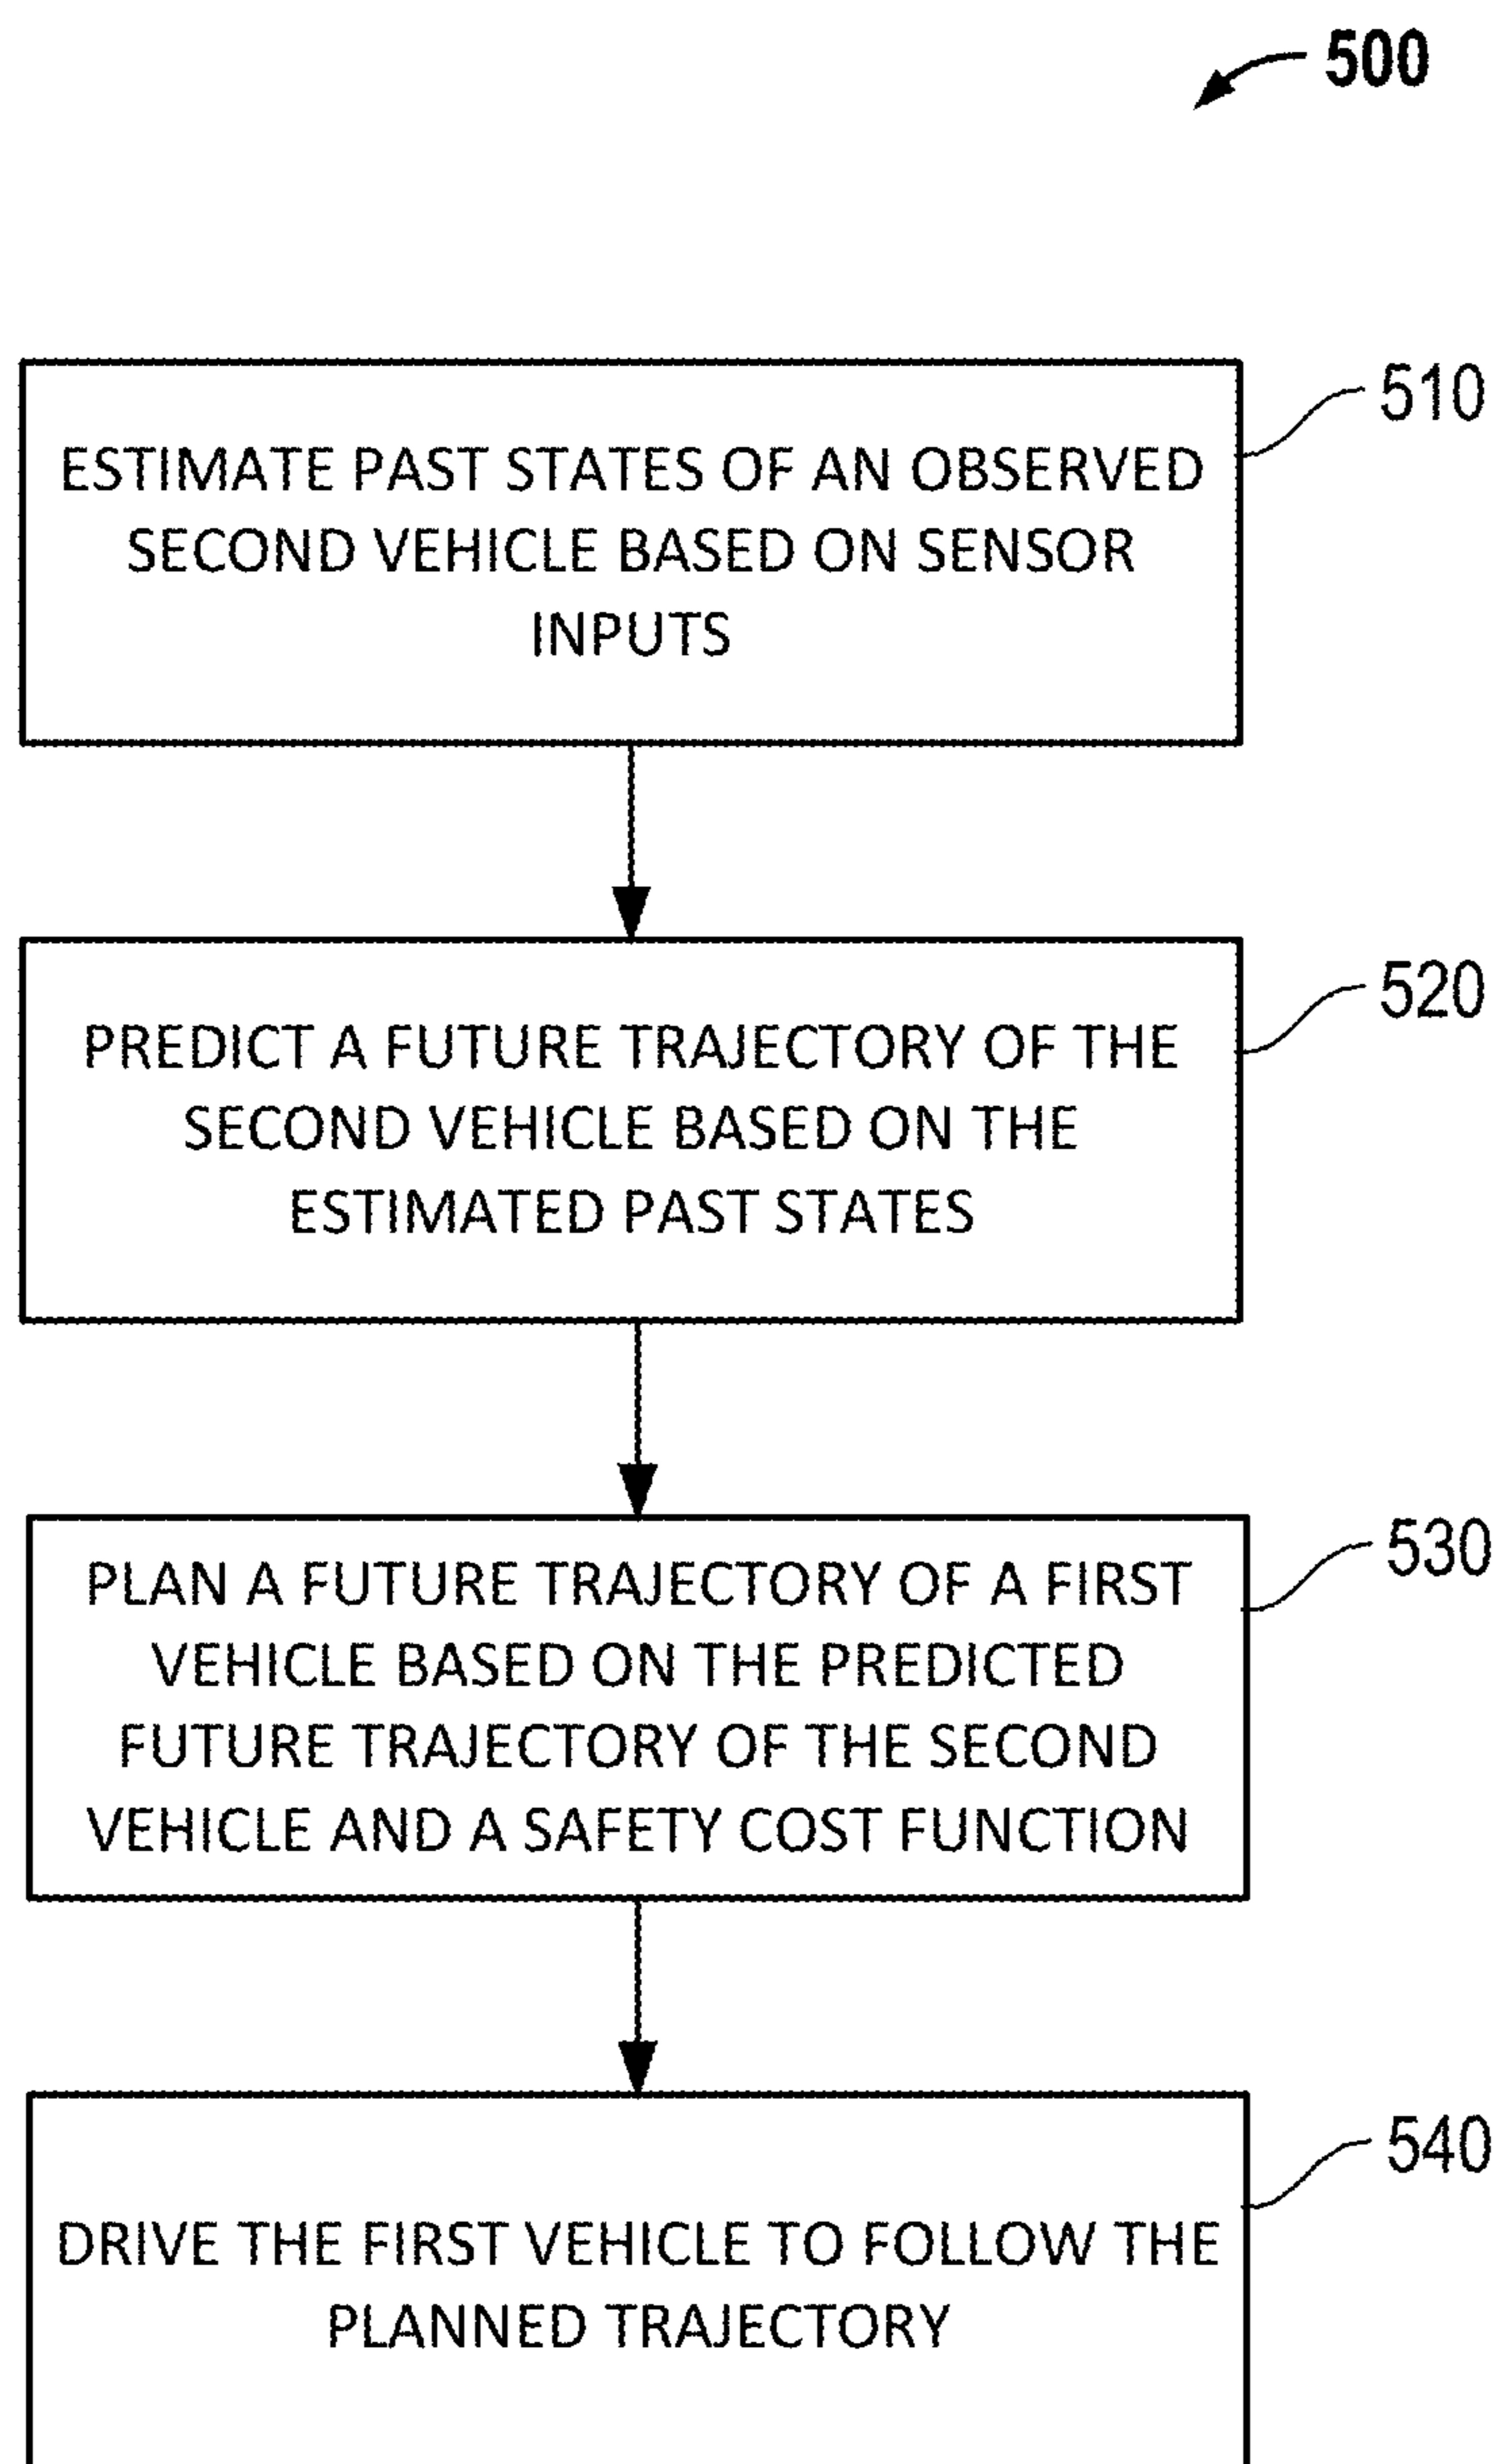 500
510
ESTIMATE PAST STATES OF AN OBSERVED
SECOND VEHICLE BASED ON SENSOR
INPUTS
520
PREDICT A FUTURE TRAJECTORY OF THE
SECOND VEHICLE BASED ON THE
ESTIMATED PAST STATES
530
PLAN A FUTURE TRAJECTORY OF A FIRST
VEHICLE BASED ON THE PREDICTED
FUTURE TRAJECTORY OF THE SECOND
VEHICLE AND A SAFETY COST FUNCTION
540
DRIVE THE FIRST VEHICLE TO FOLLOW THE
PLANNED TRAJECTORY